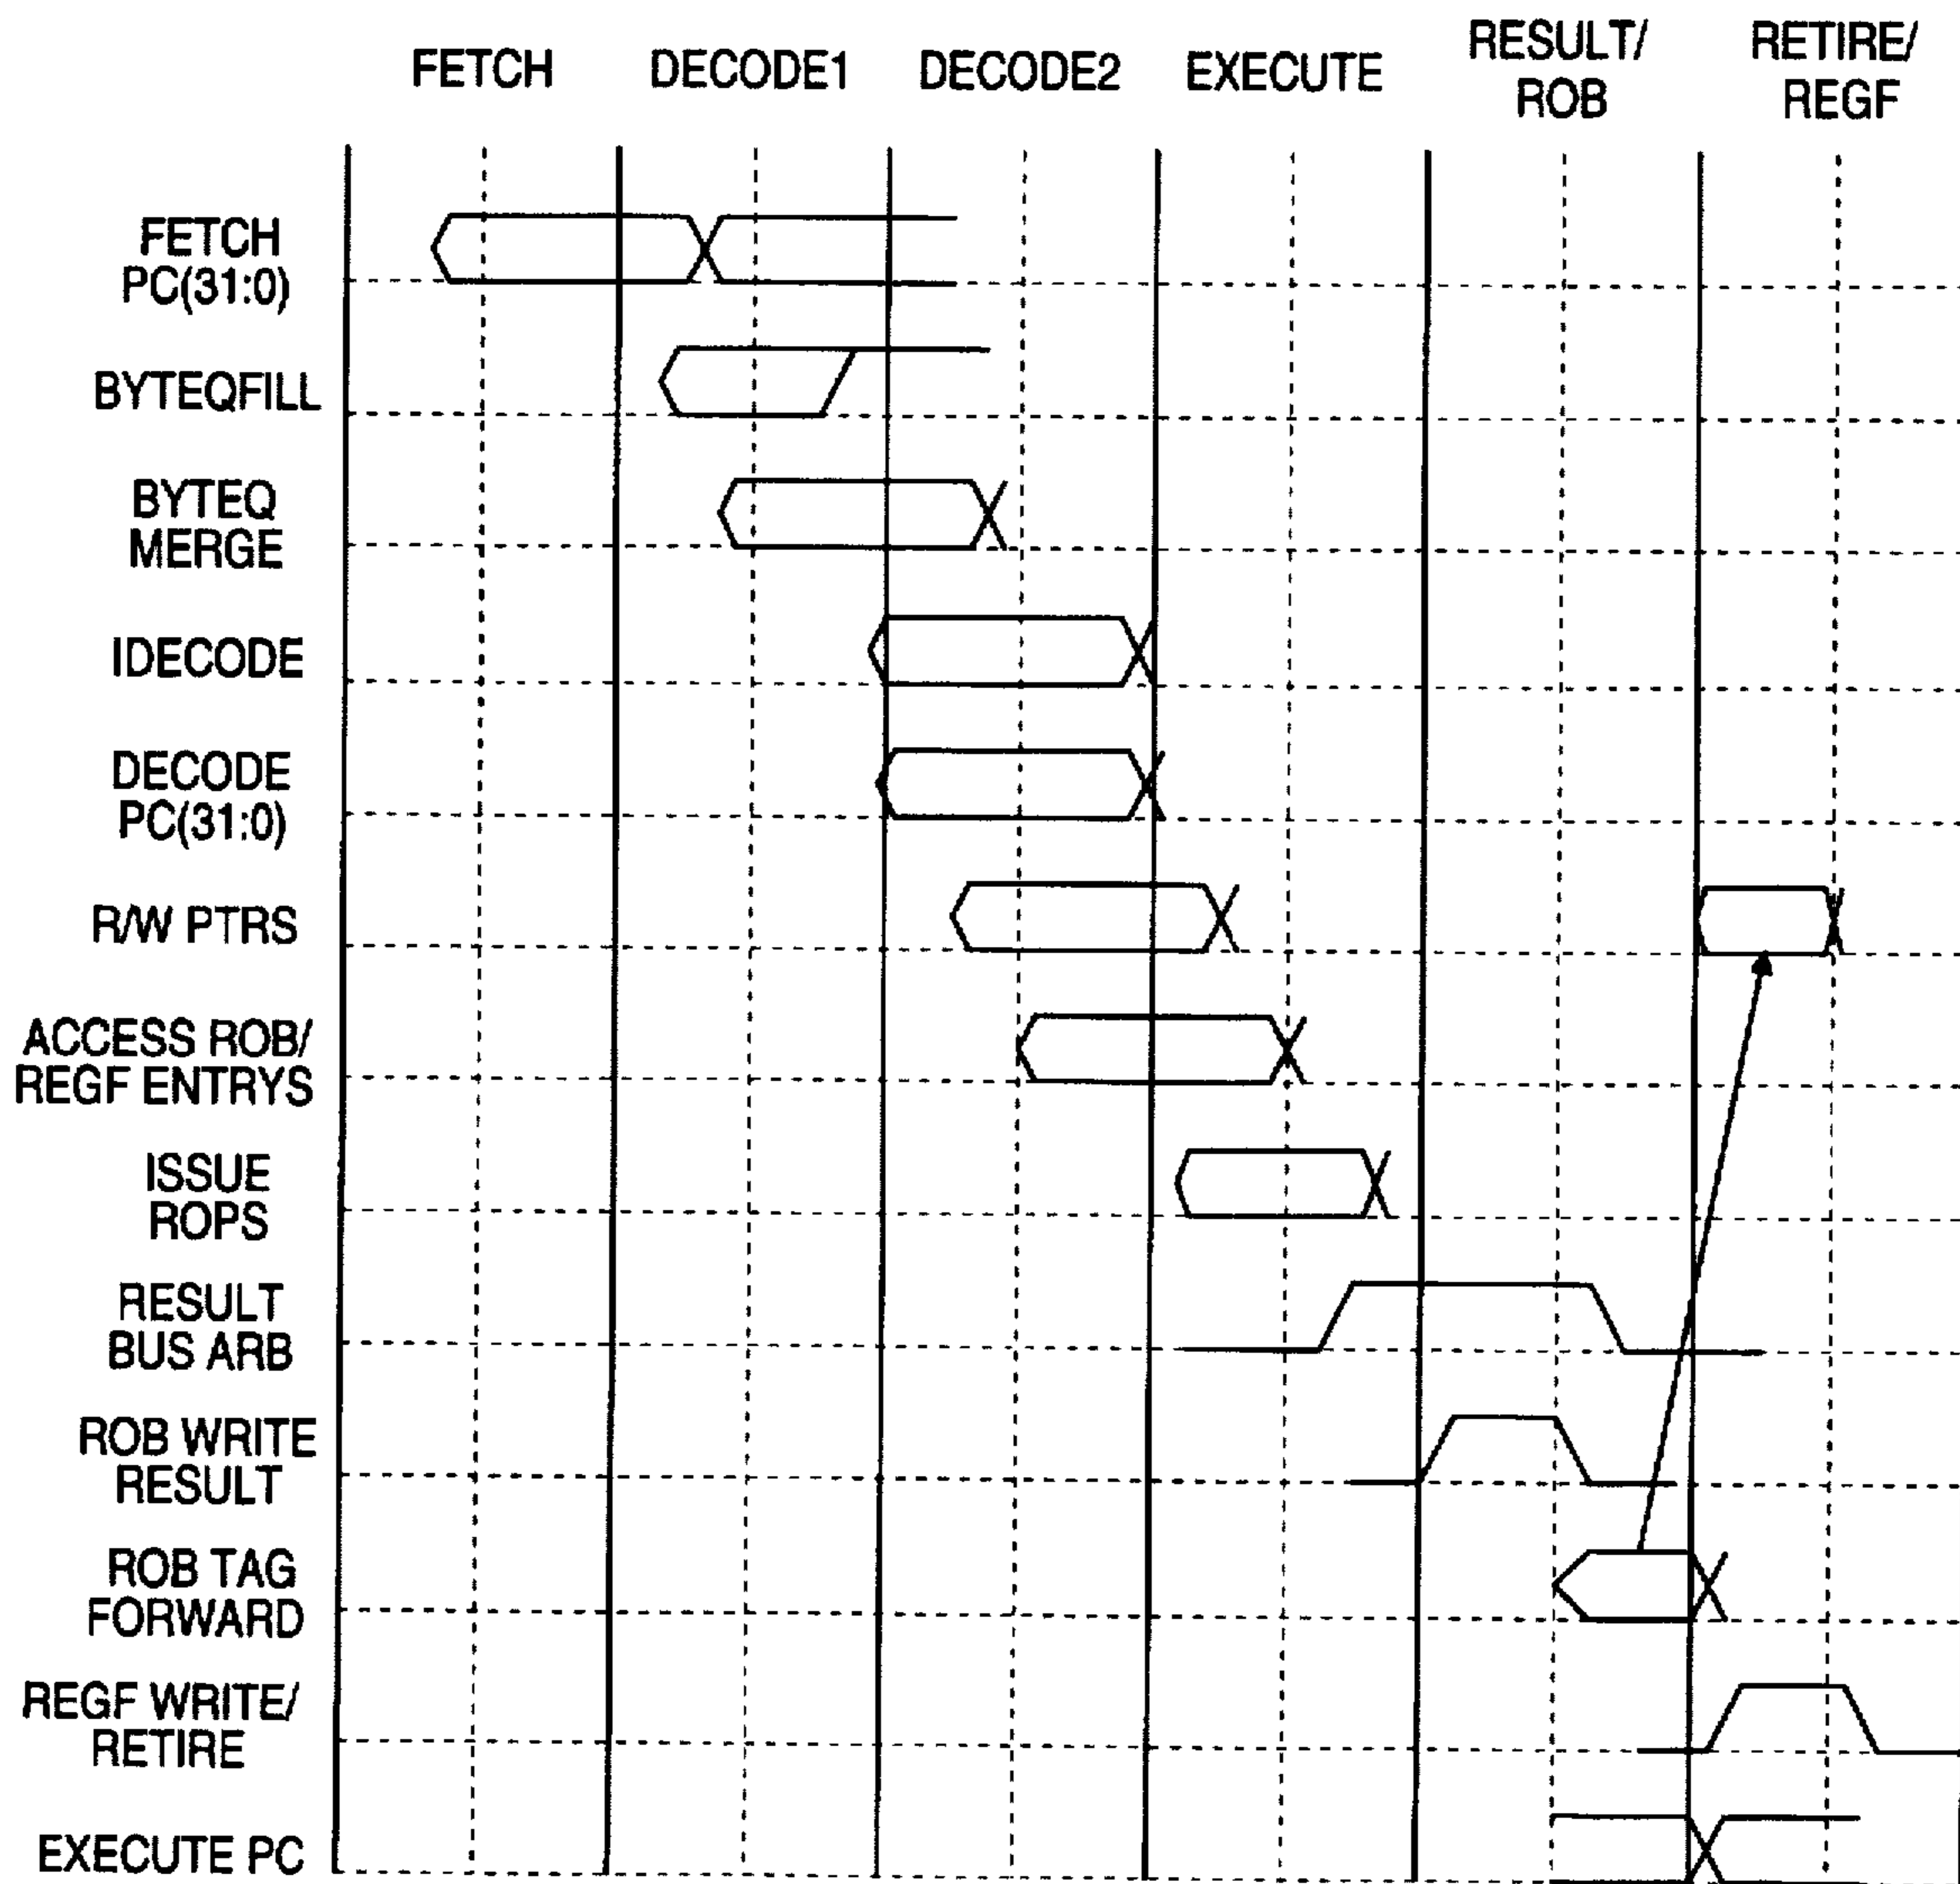 FETCH DECODE1 DECODE2 EXECUTE RESULT/ RETIRE/
ROB REGF
FETCH
PC(31:0)
BYTEQFILL
BYTEQ
MERGE
IDECODE
DECODE
PC(31:0)
R/W PTRS
ACCESS ROB/
REGF ENTRYS
ISSUE
ROPS
RESULT
BUS ARB
ROB WRITE
RESULT
ROB TAG
FORWARD
REGF WRITE/
RETIRE
EXECUTE PC